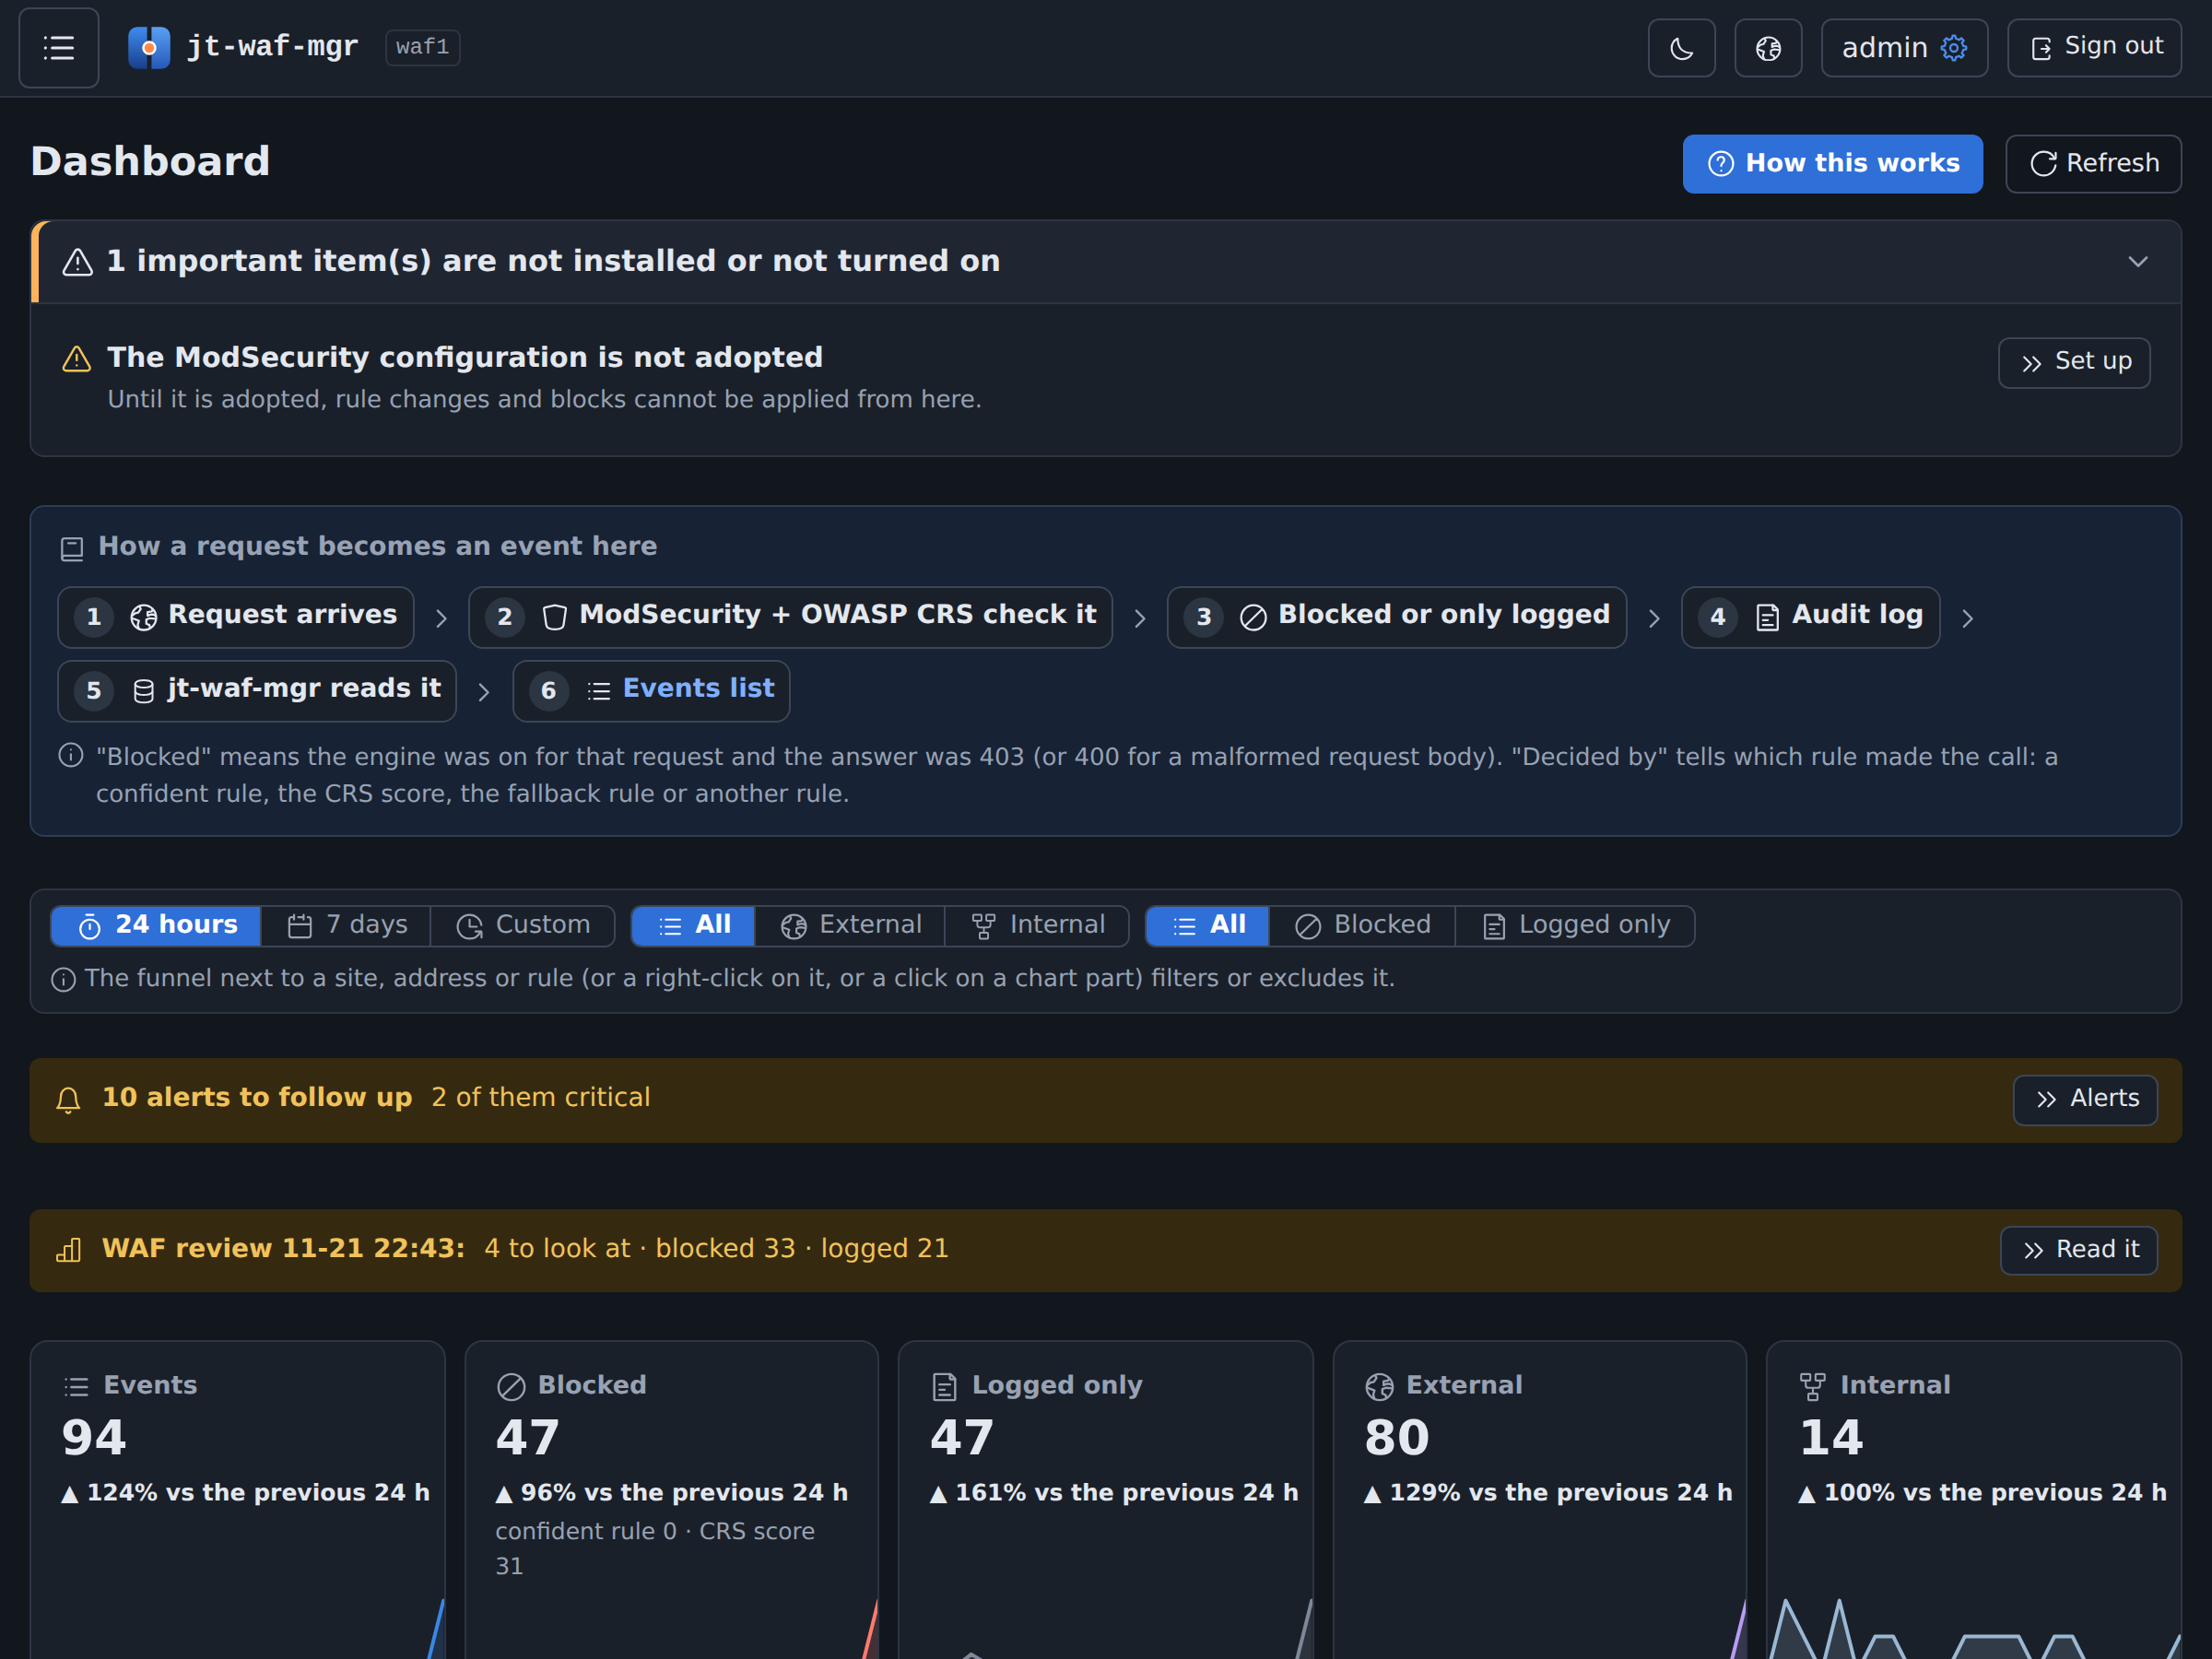 jt-waf-mgr waf1 admin Sign out
Dashboard How this works Refresh
1 important item(s) are not installed or not turned on
The ModSecurity configuration is not adopted Set up
Until it is adopted, rule changes and blocks cannot be applied from here.
How a request becomes an event here
1 Request arrives 2 ModSecurity + OWASP CRS check it 3 Blocked or only logged 4 Audit log
5 jt-waf-mgr reads it 6 Events list
"Blocked" means the engine was on for that request and the answer was 403 (or 400 for a malformed request body). "Decided by" tells which rule made the call: a
confident rule, the CRS score, the fallback rule or another rule.
24 hours 7 days Custom All External Internal All Blocked Logged only
The funnel next to a site, address or rule (or a right-click on it, or a click on a chart part) filters or excludes it.
10 alerts to follow up 2 of them critical Alerts
WAF review 11-21 22:43: 4 to look at · blocked 33 · logged 21 Read it
Events
94
▲ 124% vs the previous 24 h
Blocked
47
▲ 96% vs the previous 24 h
confident rule 0 · CRS score
31
Logged only
47
▲ 161% vs the previous 24 h
External
80
▲ 129% vs the previous 24 h
Internal
14
▲ 100% vs the previous 24 h